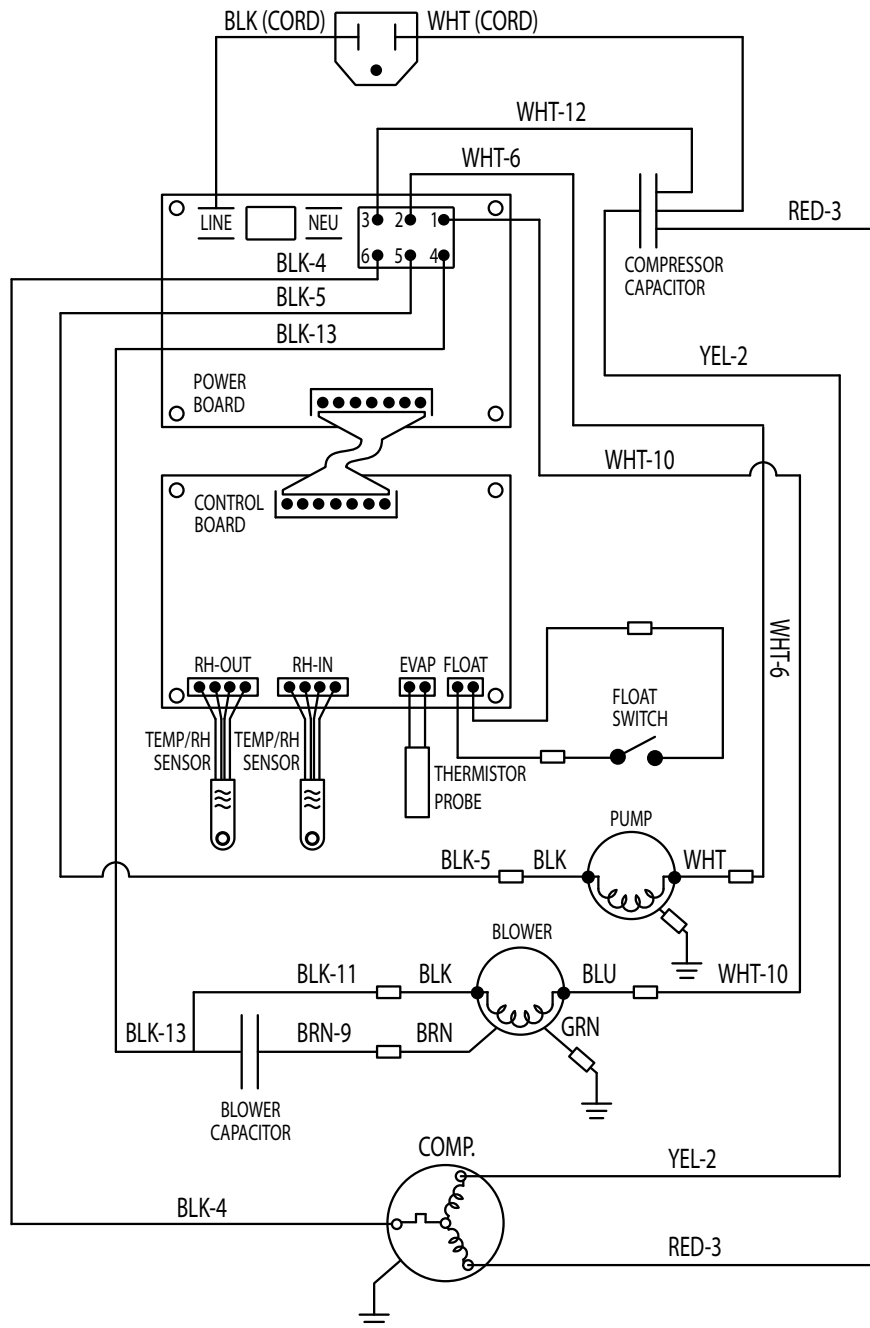 BLK (CORD)
WHT (CORD)
WHT-12
WHT-6
RED-3
LINE
NEU
3 2 1
6 5 4
BLK-4
BLK-5
BLK-13
COMPRESSOR
CAPACITOR
YEL-2
POWER
BOARD
WHT-10
CONTROL
BOARD
WHT-6
RH-OUT
RH-IN
EVAP
FLOAT
FLOAT
SWITCH
TEMP/RH
SENSOR
TEMP/RH
SENSOR
THERMISTOR
PROBE
PUMP
BLK-5
BLK
WHT
BLOWER
BLK-11
BLK
BLU
WHT-10
BLK-13
BRN-9
BRN
GRN
BLOWER
CAPACITOR
COMP.
YEL-2
BLK-4
RED-3